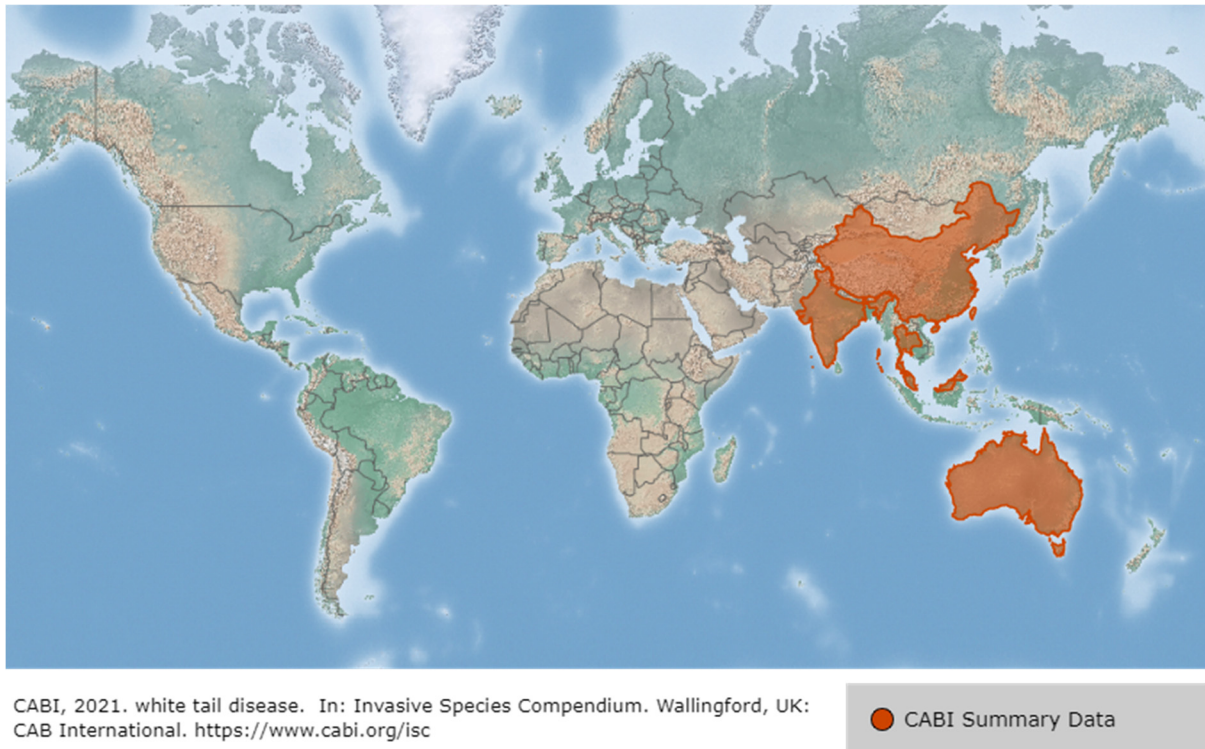 CABI, 2021. white tail disease.  In: Invasive Species Compendium. Wallingford, UK:
CAB International. https://www.cabi.org/isc
CABI Summary Data